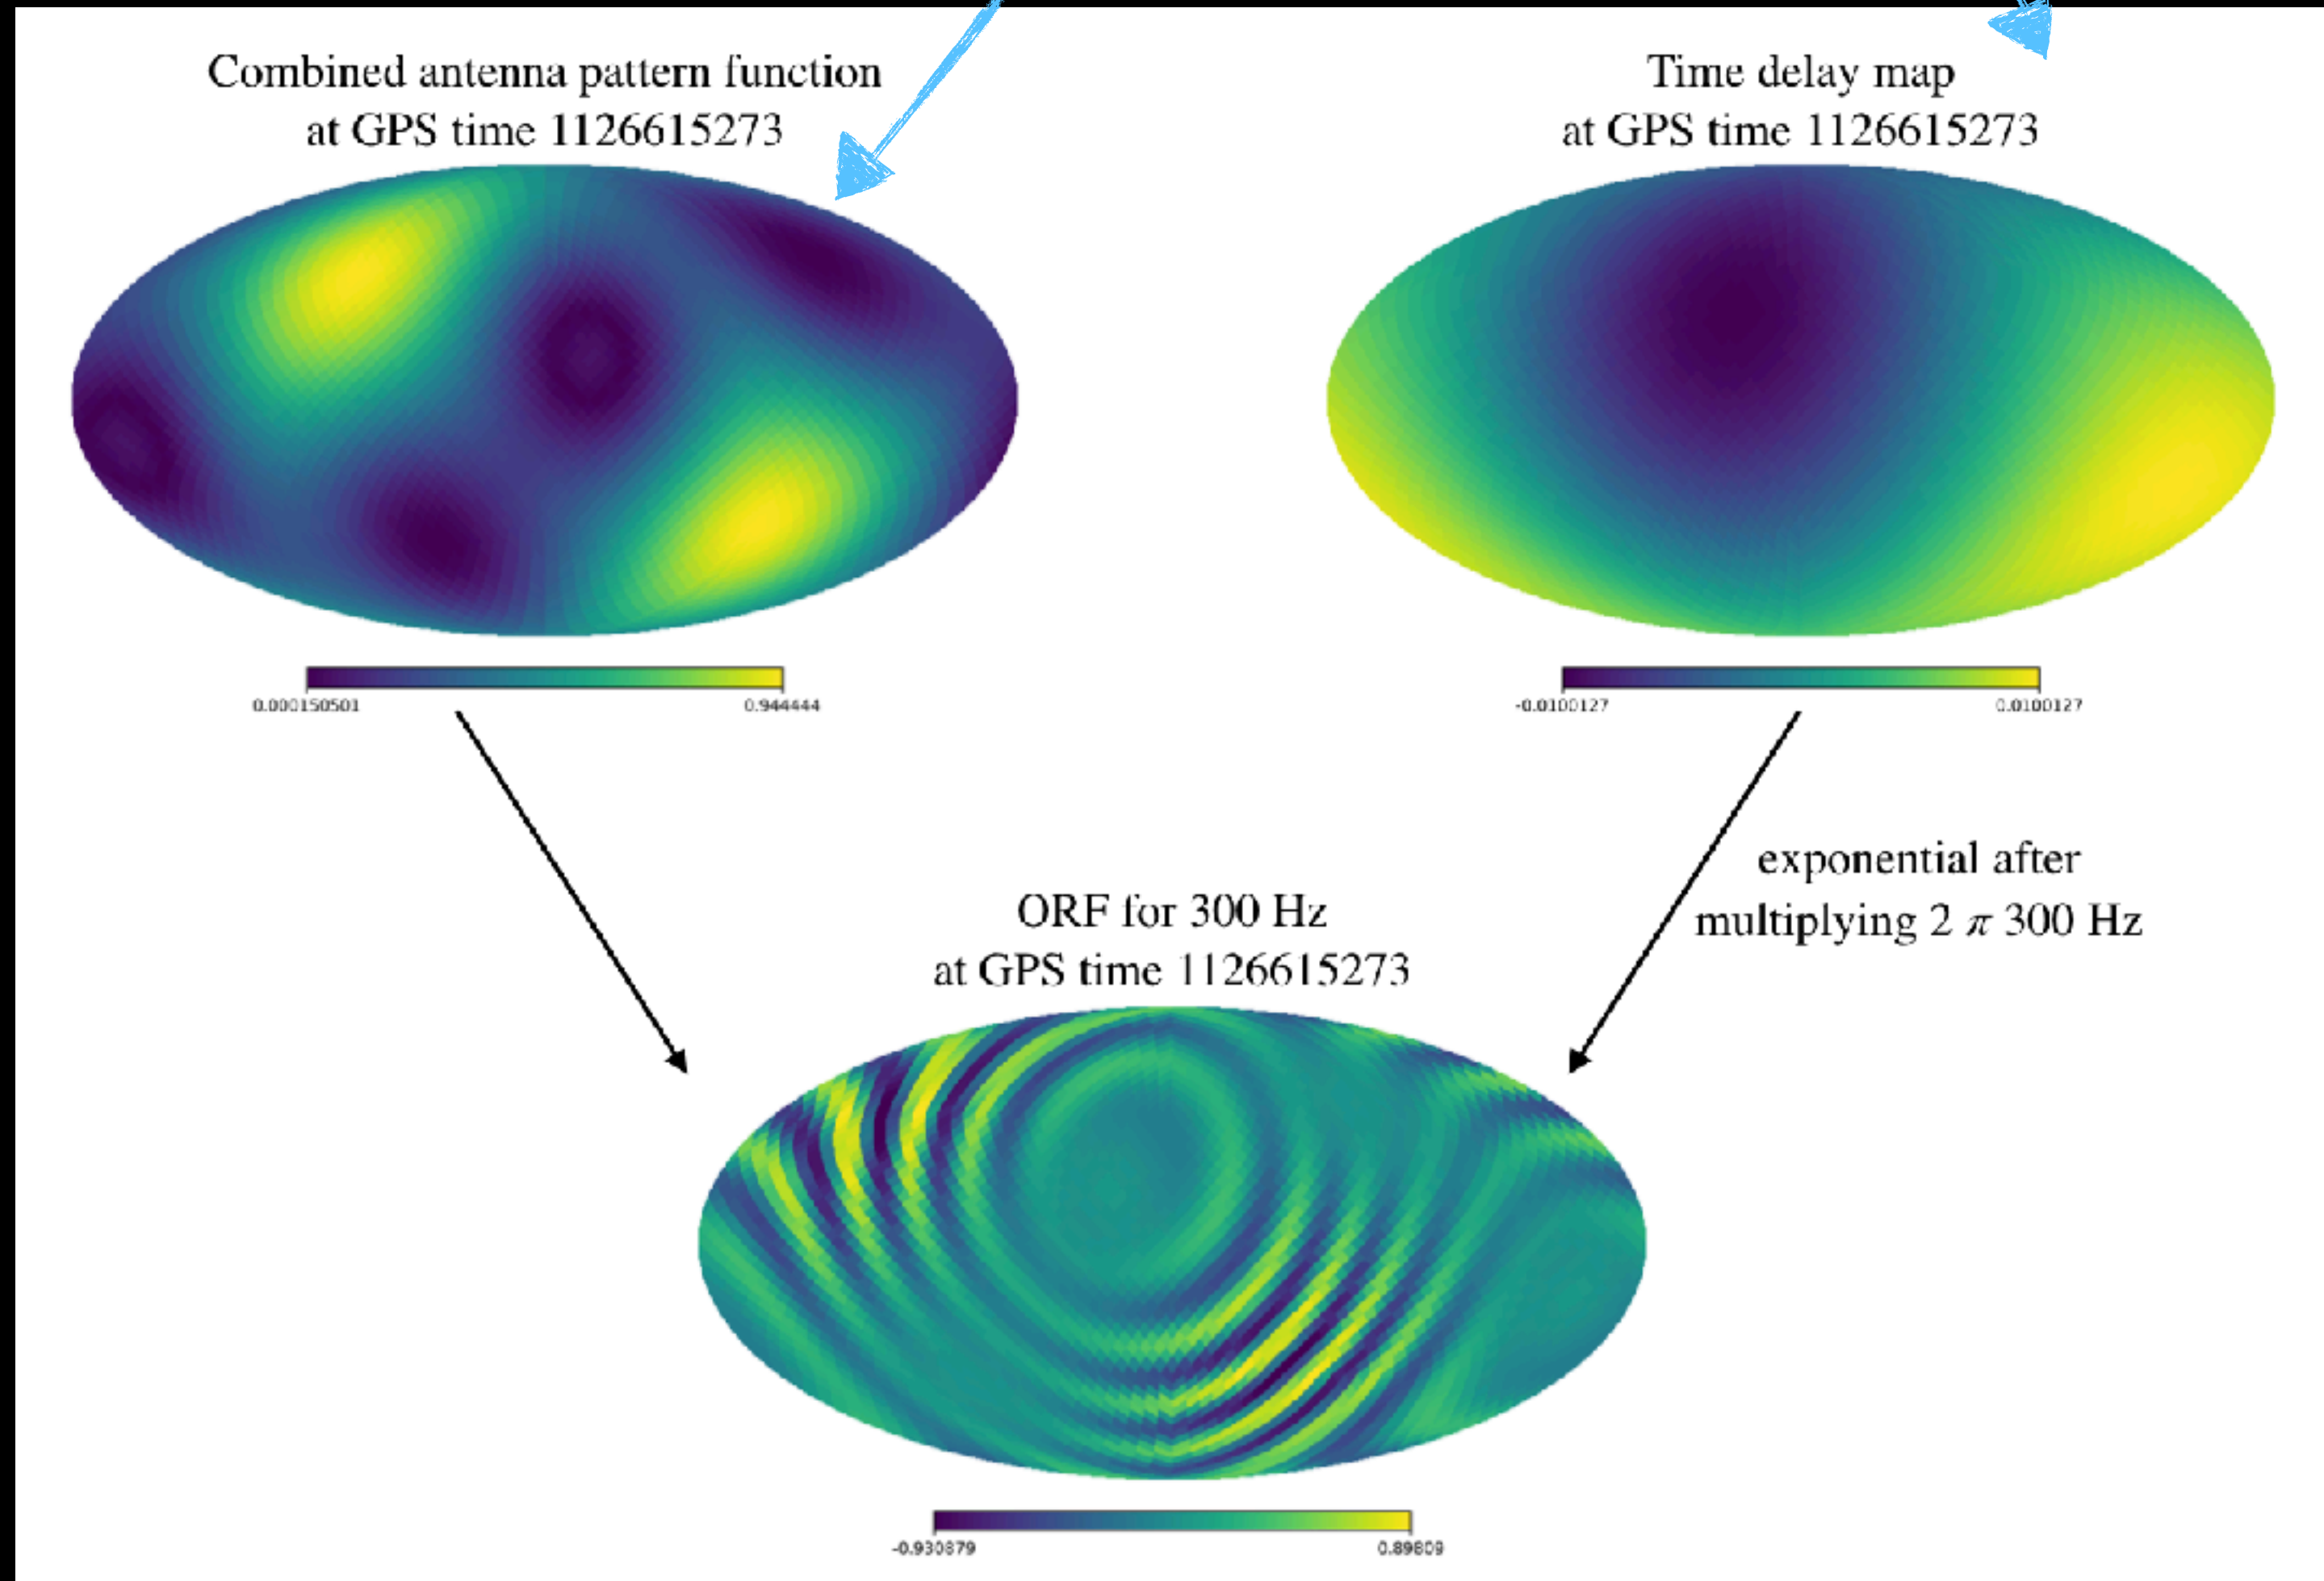 Combined antenna pattern function
at GPS time 1126615273
0.000150501
0.944444
Time delay map
at GPS time 1126615273
-0.0100127
0.0100127
exponential after
multiplying 2 π 300 Hz
ORF for 300 Hz
at GPS time 1126615273
-0.930879
0.89809